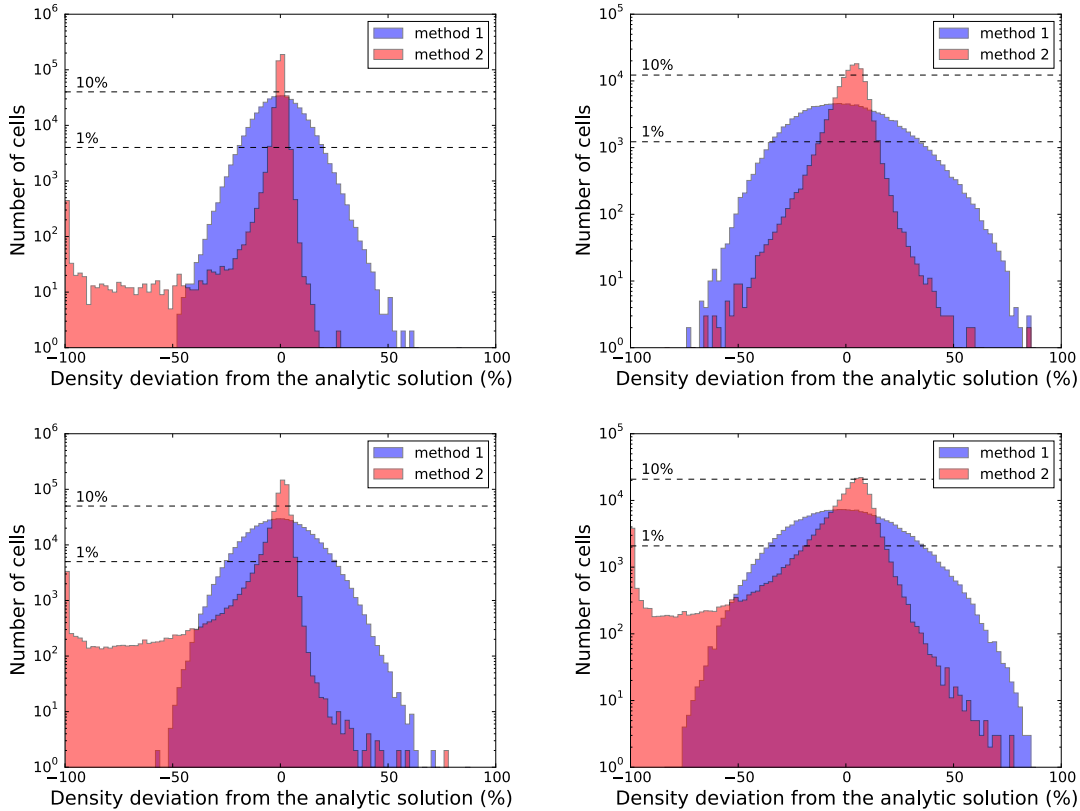 10^6
10^5
10^4
10^3
10^2
10^1
10^0
Number of cells
10%
1%
method 1
method 2
−100 −50 0 50 100
Density deviation from the analytic solution (%)
10^5
10^4
10^3
10^2
10^1
10^0
Number of cells
10%
1%
method 1
method 2
−100 −50 0 50 100
Density deviation from the analytic solution (%)
10^6
10^5
10^4
10^3
10^2
10^1
10^0
Number of cells
10%
1%
method 1
method 2
−100 −50 0 50 100
Density deviation from the analytic solution (%)
10^5
10^4
10^3
10^2
10^1
10^0
Number of cells
10%
1%
method 1
method 2
−100 −50 0 50 100
Density deviation from the analytic solution (%)